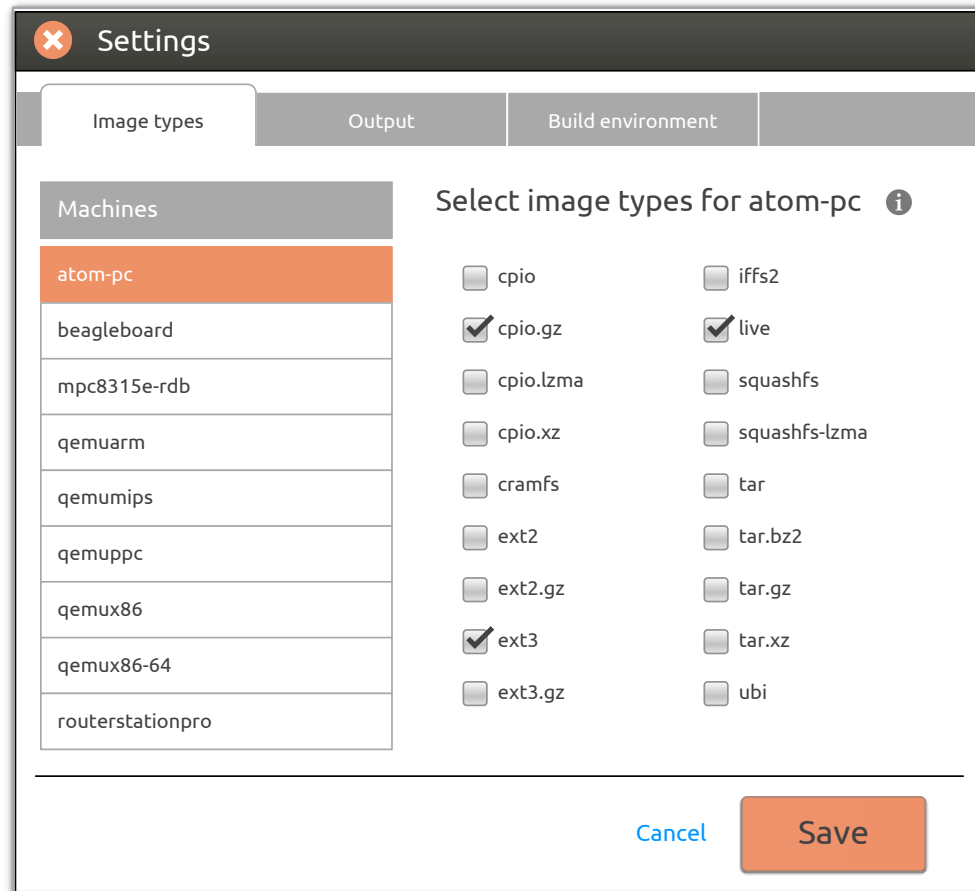 Settings
Image types
Output
Build environment
Machines
atom-pc
beagleboard
mpc8315e-rdb
qemuarm
qemumips
qemuppc
qemux86
qemux86-64
routerstationpro
Select image types for atom-pc
cpio
cpio.gz
cpio.lzma
cpio.xz
cramfs
ext2
ext2.gz
ext3
ext3.gz
iffs2
live
squashfs
squashfs-lzma
tar
tar.bz2
tar.gz
tar.xz
ubi
Cancel
Save